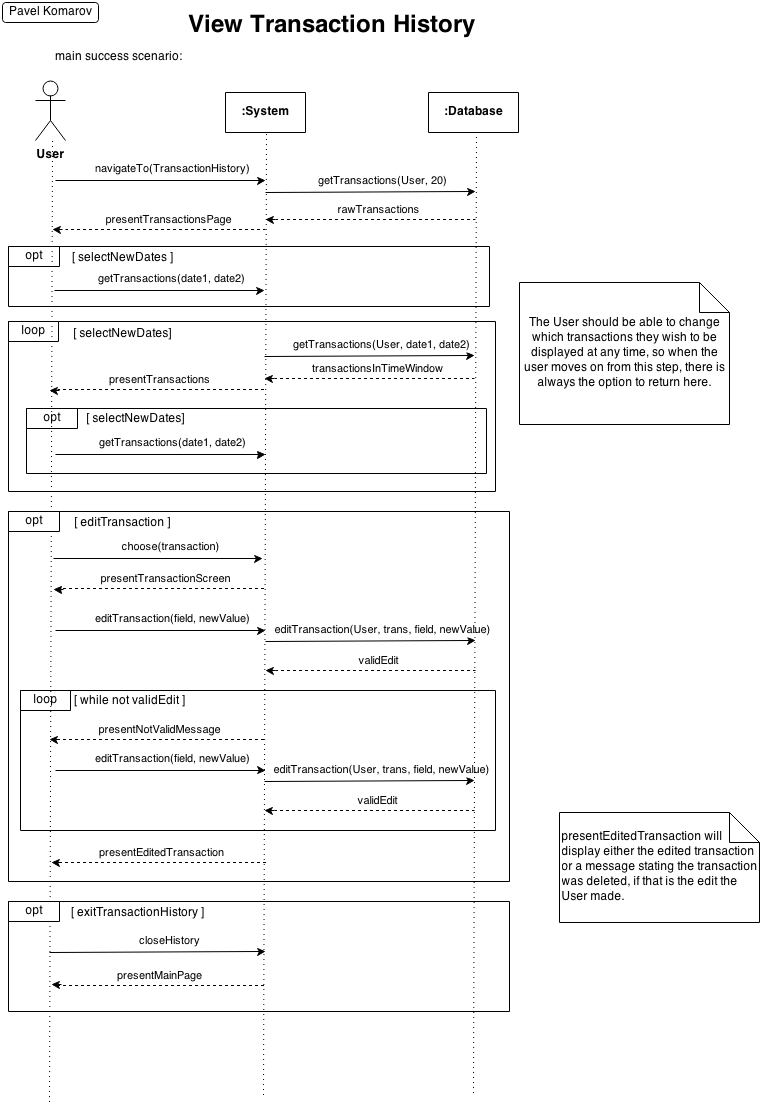 Pavel Komarov
View Transaction History
main success scenario:
:System
:Database
User
navigateTo(TransactionHistory)
getTransactions(User, 20)
rawTransactions
presentTransactionsPage
opt
[ selectNewDates ]
getTransactions(date1, date2)
loop
[ selectNewDates]
getTransactions(User, date1, date2)
transactionsInTimeWindow
presentTransactions
opt
[ selectNewDates]
getTransactions(date1, date2)
The User should be able to change
which transactions they wish to be
displayed at any time, so when the
user moves on from this step, there is
always the option to return here.
opt
[ editTransaction ]
choose(transaction)
presentTransactionScreen
editTransaction(field, newValue)
editTransaction(User, trans, field, newValue)
validEdit
loop
[ while not validEdit ]
presentNotValidMessage
editTransaction(field, newValue)
editTransaction(User, trans, field, newValue)
validEdit
presentEditedTransaction
presentEditedTransaction will
display either the edited transaction
or a message stating the transaction
was deleted, if that is the edit the
User made.
opt
[ exitTransactionHistory ]
closeHistory
presentMainPage